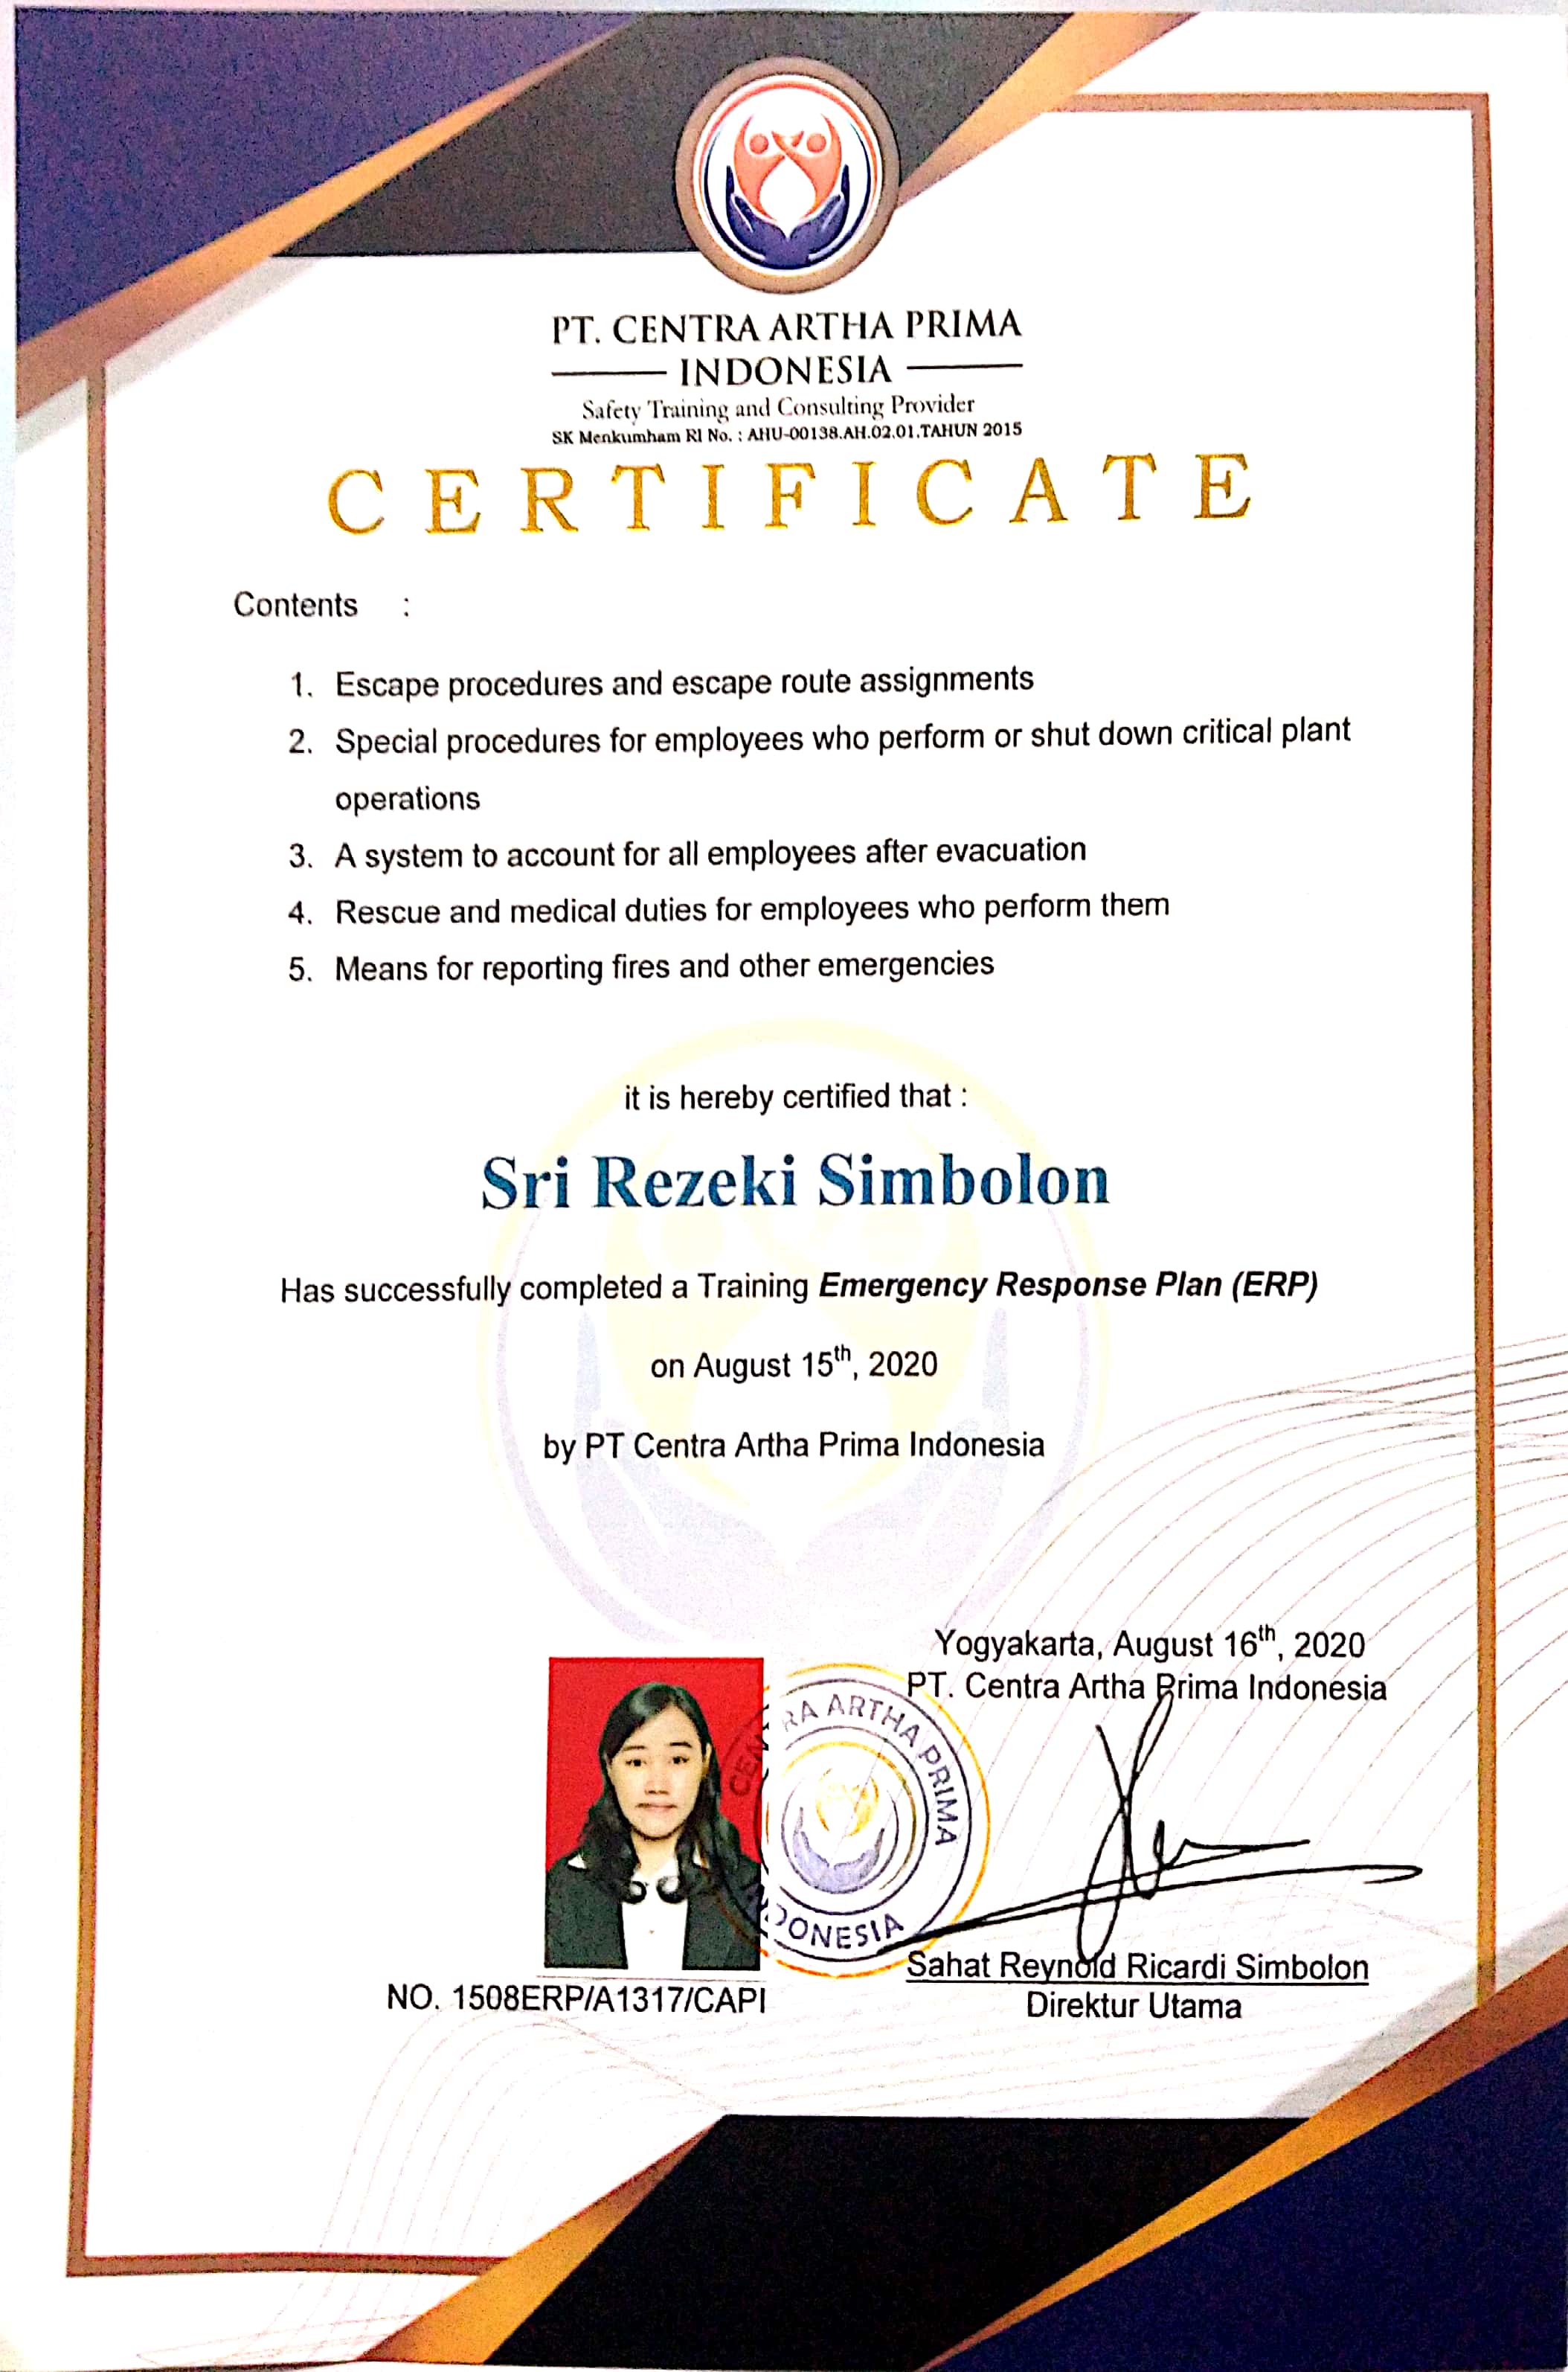 PT. CENTRA ARTHA PRIMA
INDONESIA
Safety Training and Consulting Provider
SK Menkumham RI No. : AHU-00138.AH.02.01.TAHUN 2015
CERTIFICATE
Contents :
1. Escape procedures and escape route assignments
2. Special procedures for employees who perform or shut down critical plant
operations
3. A system to account for all employees after evacuation
4. Rescue and medical duties for employees who perform them
5. Means for reporting fires and other emergencies
it is hereby certified that :
Sri Rezeki Simbolon
Has successfully completed a Training Emergency Response Plan (ERP)
on August 15th, 2020
by PT Centra Artha Prima Indonesia
Yogyakarta, August 16th, 2020
PT. Centra Artha Prima Indonesia
RA ARTHA PRIMA
DONESIA
Sahat Reynold Ricardi Simbolon
Direktur Utama
NO. 1508ERP/A1317/CAPI